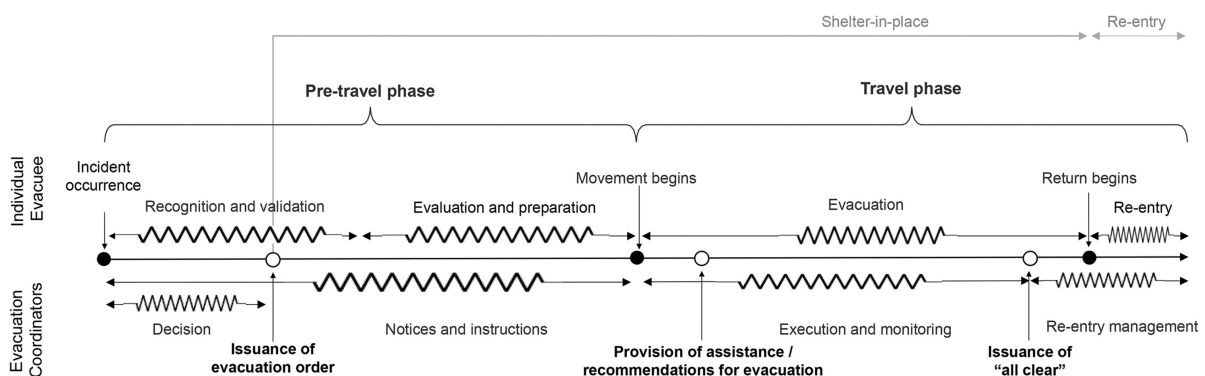 Shelter-in-place
Re-entry
Pre-travel phase
Travel phase
Individual
Evacuee
Incident
occurrence
Movement begins
Return begins
Recognition and validation
Evaluation and preparation
Evacuation
Re-entry
Evacuation
Coordinators
Decision
Notices and instructions
Execution and monitoring
Re-entry management
Issuance of
evacuation order
Provision of assistance /
recommendations for evacuation
Issuance of
“all clear”